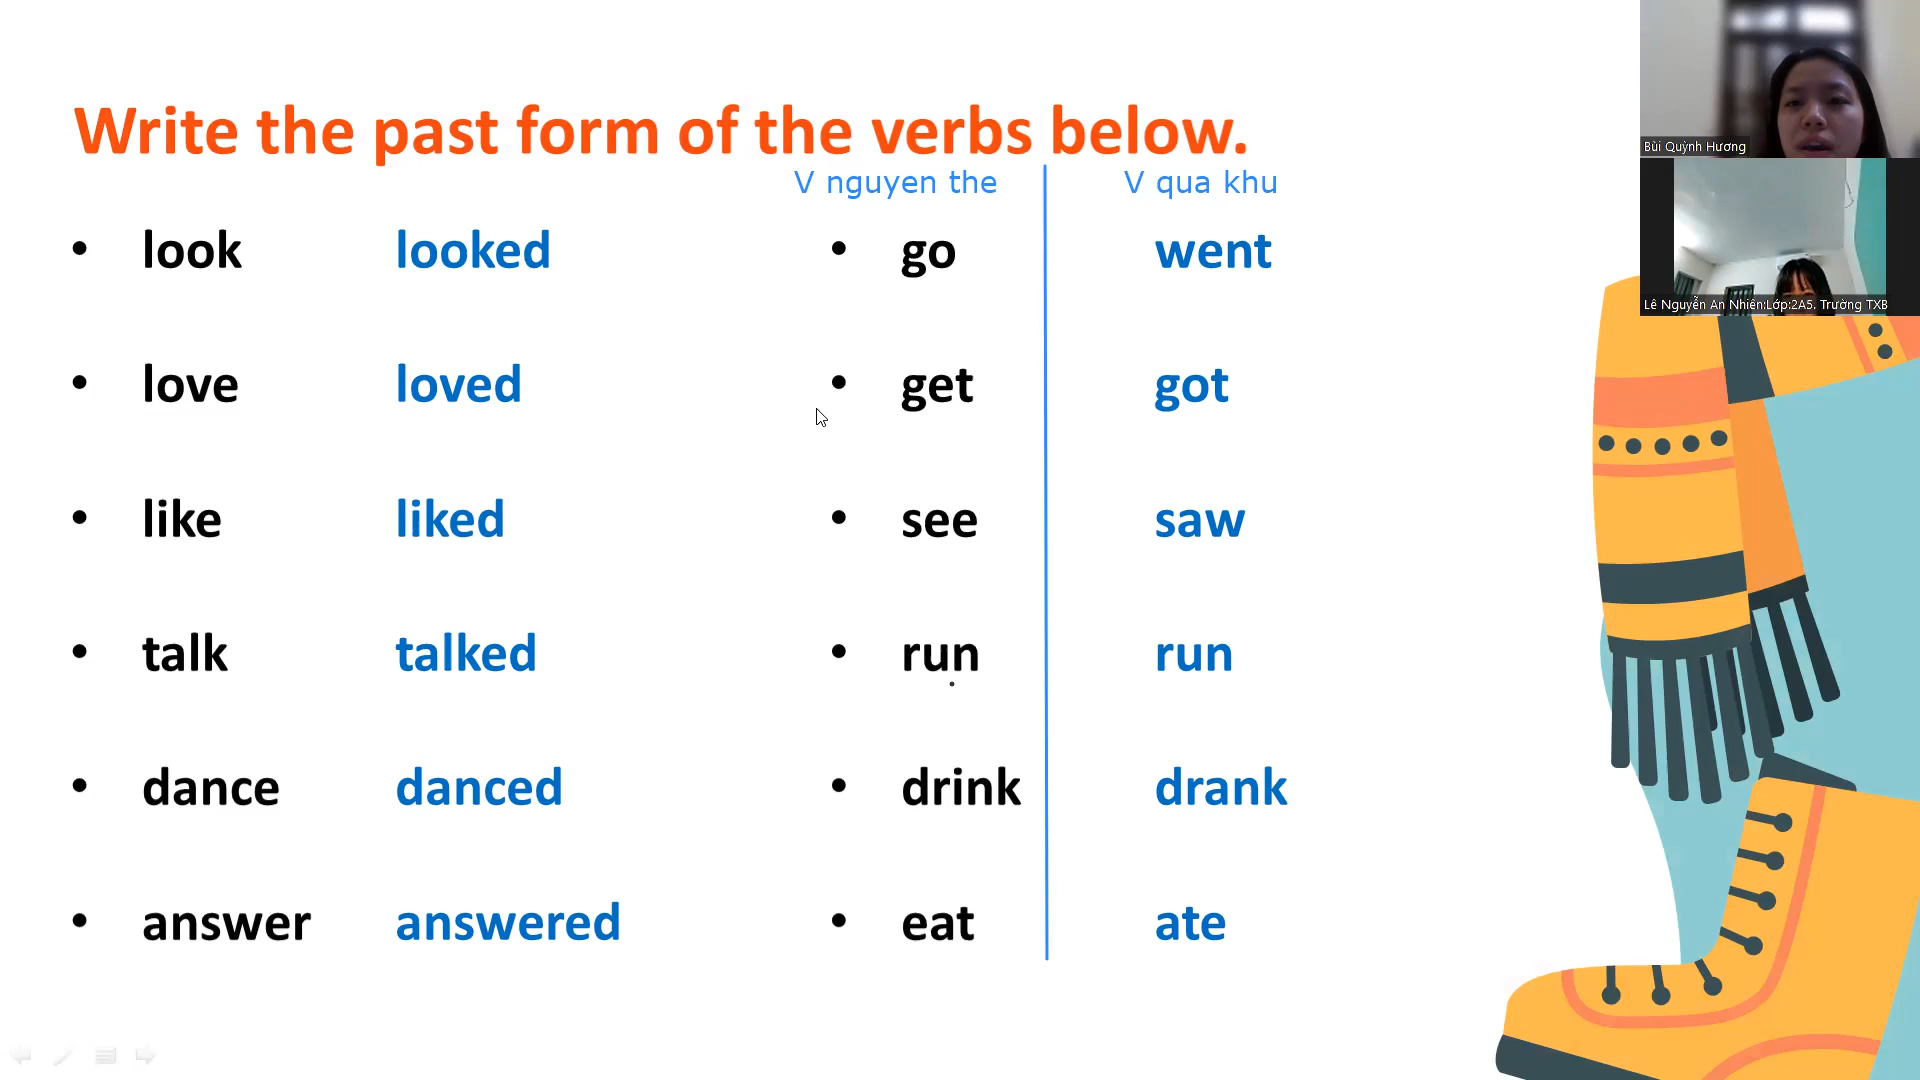 Write the past form of the verbs below.
V nguyen the V qua khu
• look looked • go went
• love loved • get got
• like liked • see saw
• talk talked • run run
• dance danced • drink drank
• answer answered • eat ate
Bùi Quỳnh Hương
Lê Nguyễn An Nhiên:Lớp:2A5. Trường TXB